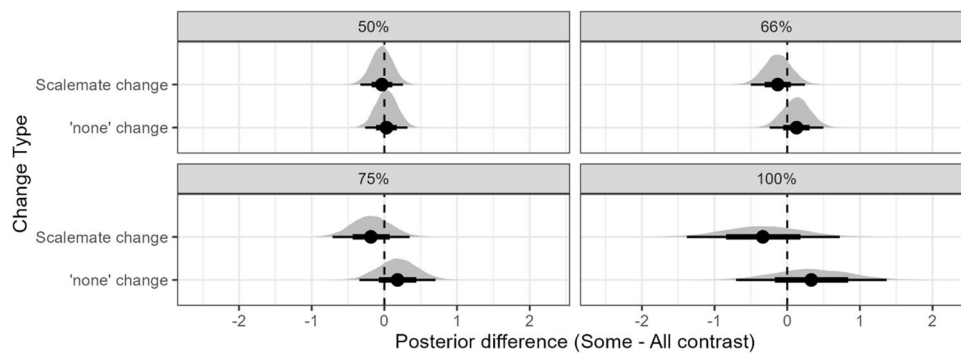 50%
66%
Scalemate change
'none' change
75%
100%
Scalemate change
'none' change
Change Type
-2 -1 0 1 2
-2 -1 0 1 2
Posterior difference (Some - All contrast)